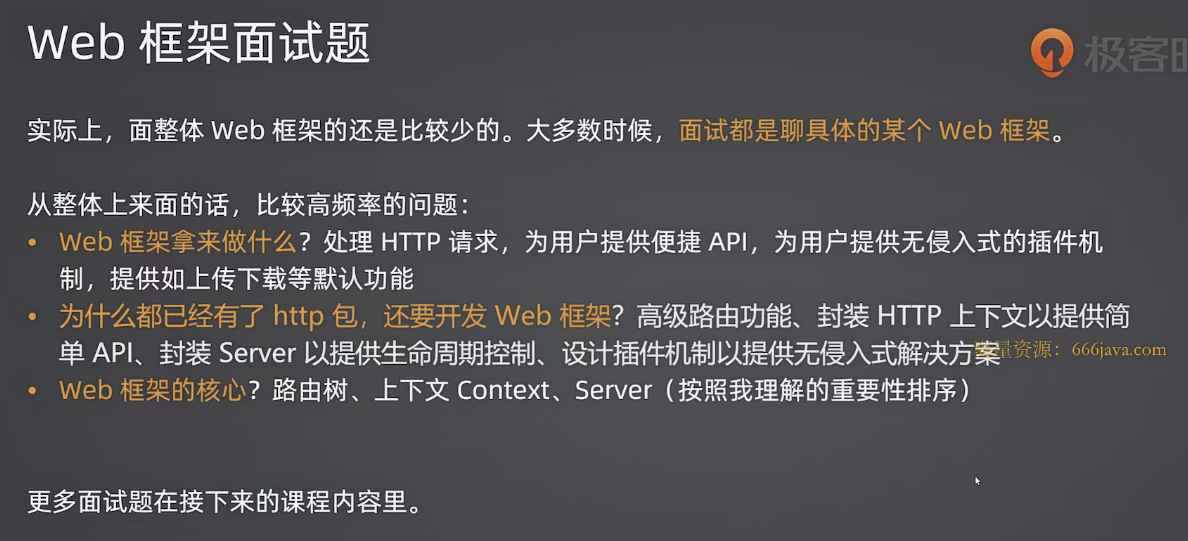 Web 框架面试题
极客时
实际上，面整体 Web 框架的还是比较少的。大多数时候，面试都是聊具体的某个 Web 框架。
从整体上来面的话，比较高频率的问题：
• Web 框架拿来做什么？处理 HTTP 请求，为用户提供便捷 API，为用户提供无侵入式的插件机
制，提供如上传下载等默认功能
• 为什么都已经有了 http 包，还要开发 Web 框架？高级路由功能、封装 HTTP 上下文以提供简
单 API、封装 Server 以提供生命周期控制、设计插件机制以提供无侵入式解决方案
量资源：666java.com
• Web 框架的核心？路由树、上下文 Context、Server（按照我理解的重要性排序）
更多面试题在接下来的课程内容里。